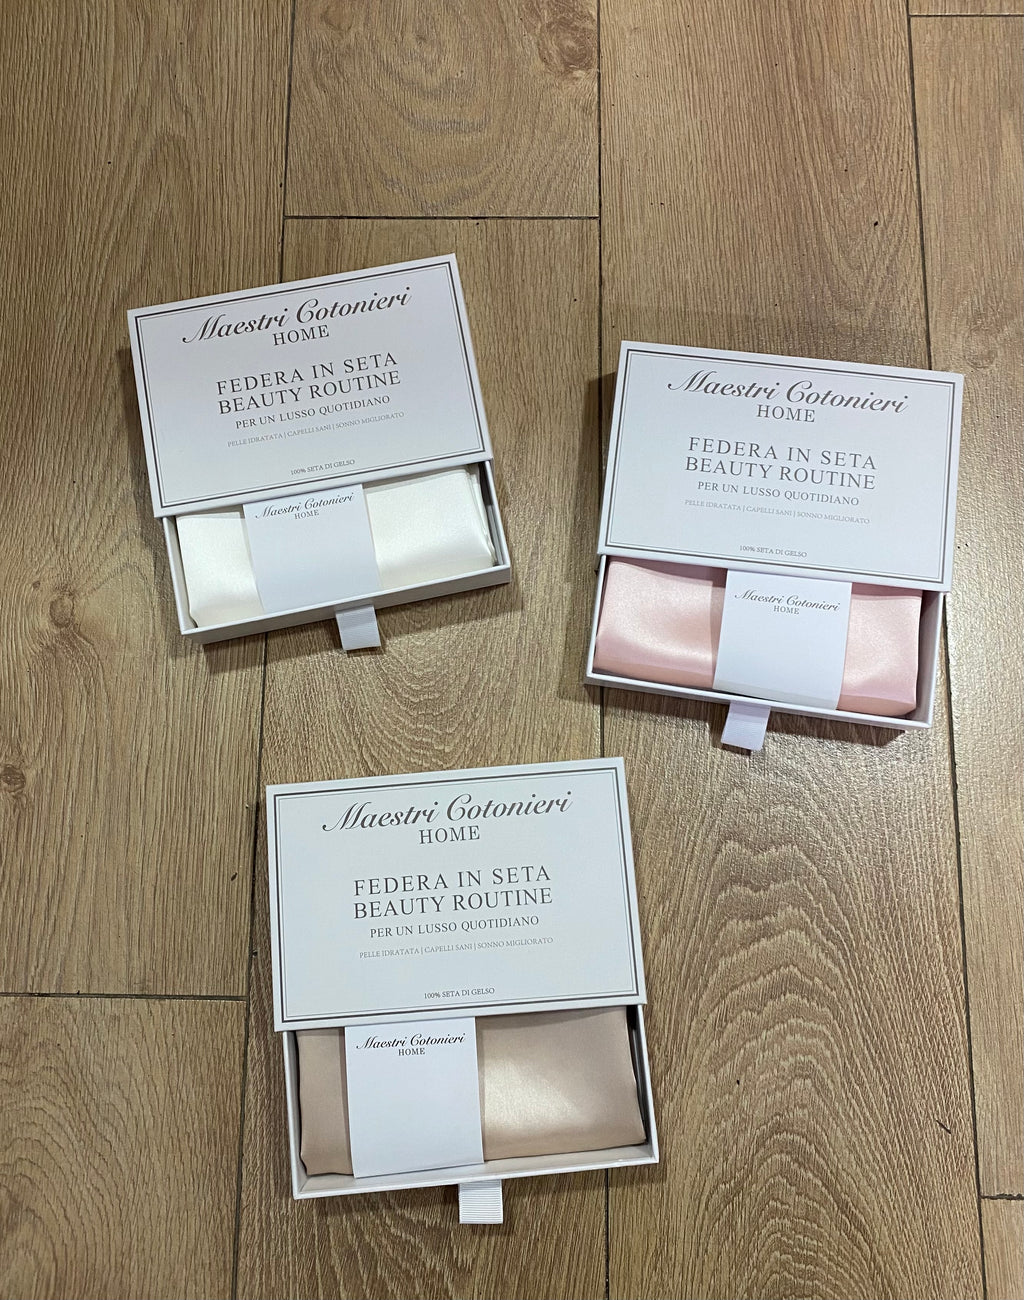 Maestri Cotonieri
HOME
FEDERA IN SETA
BEAUTY ROUTINE
PER UN LUSSO QUOTIDIANO
PELLE IDRATATA | CAPELLI SANI | SONNO MIGLIORATO
100% SETA DI GELSO
Maestri Cotonieri
HOME
Maestri Cotonieri
HOME
FEDERA IN SETA
BEAUTY ROUTINE
PER UN LUSSO QUOTIDIANO
PELLE IDRATATA | CAPELLI SANI | SONNO MIGLIORATO
100% SETA DI GELSO
Maestri Cotonieri
HOME
Maestri Cotonieri
HOME
FEDERA IN SETA
BEAUTY ROUTINE
PER UN LUSSO QUOTIDIANO
PELLE IDRATATA | CAPELLI SANI | SONNO MIGLIORATO
100% SETA DI GELSO
Maestri Cotonieri
HOME